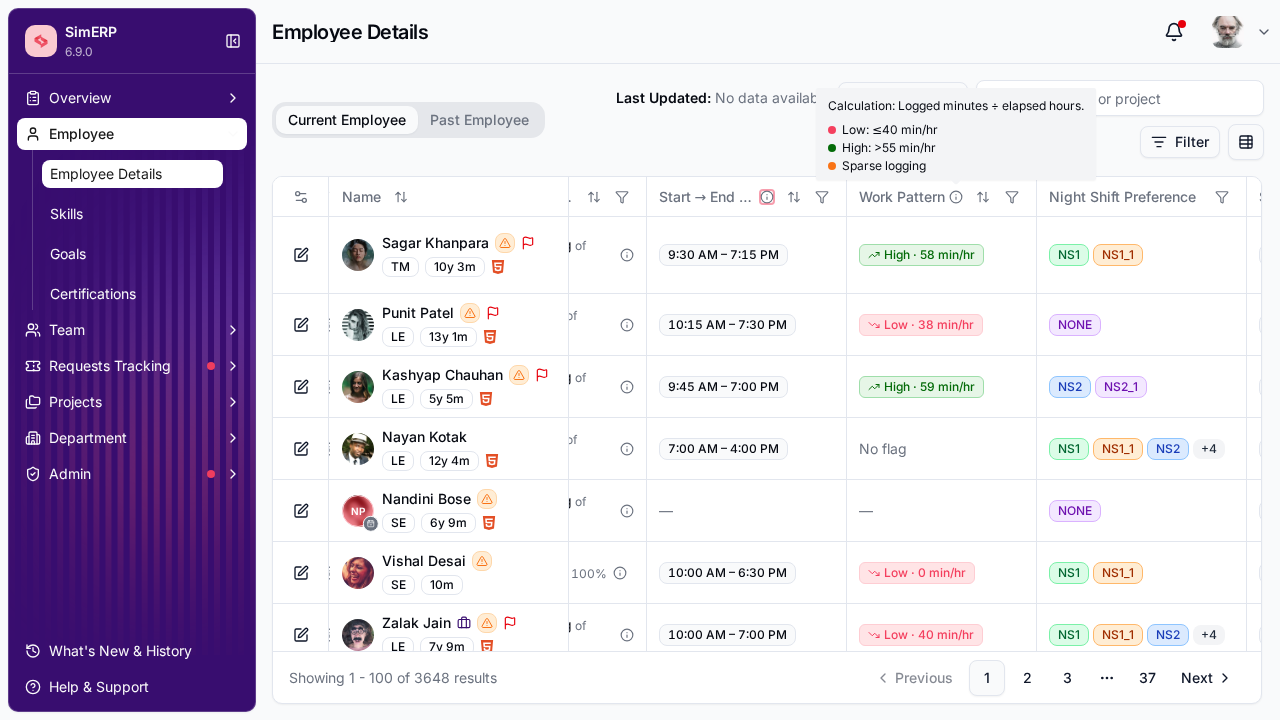 SimERP
6.9.0
Overview
Employee
Employee Details
Skills
Goals
Certifications
Team
Requests Tracking
Projects
Department
Admin
What's New & History
Help & Support
Employee Details
Last Updated: No data availab
or project
Calculation: Logged minutes ÷ elapsed hours.
Low: ≤40 min/hr
High: >55 min/hr
Sparse logging
Current Employee
Past Employee
Filter
Name
Start → End ...
Work Pattern
Night Shift Preference
Sagar Khanpara
TM 10y 3m
of
9:30 AM – 7:15 PM
High · 58 min/hr
NS1 NS1_1
Punit Patel
LE 13y 1m
of
10:15 AM – 7:30 PM
Low · 38 min/hr
NONE
Kashyap Chauhan
LE 5y 5m
of
9:45 AM – 7:00 PM
High · 59 min/hr
NS2 NS2_1
Nayan Kotak
LE 12y 4m
of
7:00 AM – 4:00 PM
No flag
NS1 NS1_1 NS2 +4
NP
Nandini Bose
SE 6y 9m
of
—
—
NONE
Vishal Desai
SE 10m
100%
10:00 AM – 6:30 PM
Low · 0 min/hr
NS1 NS1_1
Zalak Jain
LE 7y 9m
of
10:00 AM – 7:00 PM
Low · 40 min/hr
NS1 NS1_1 NS2 +4
Showing 1 - 100 of 3648 results
Previous 1 2 3 ... 37 Next